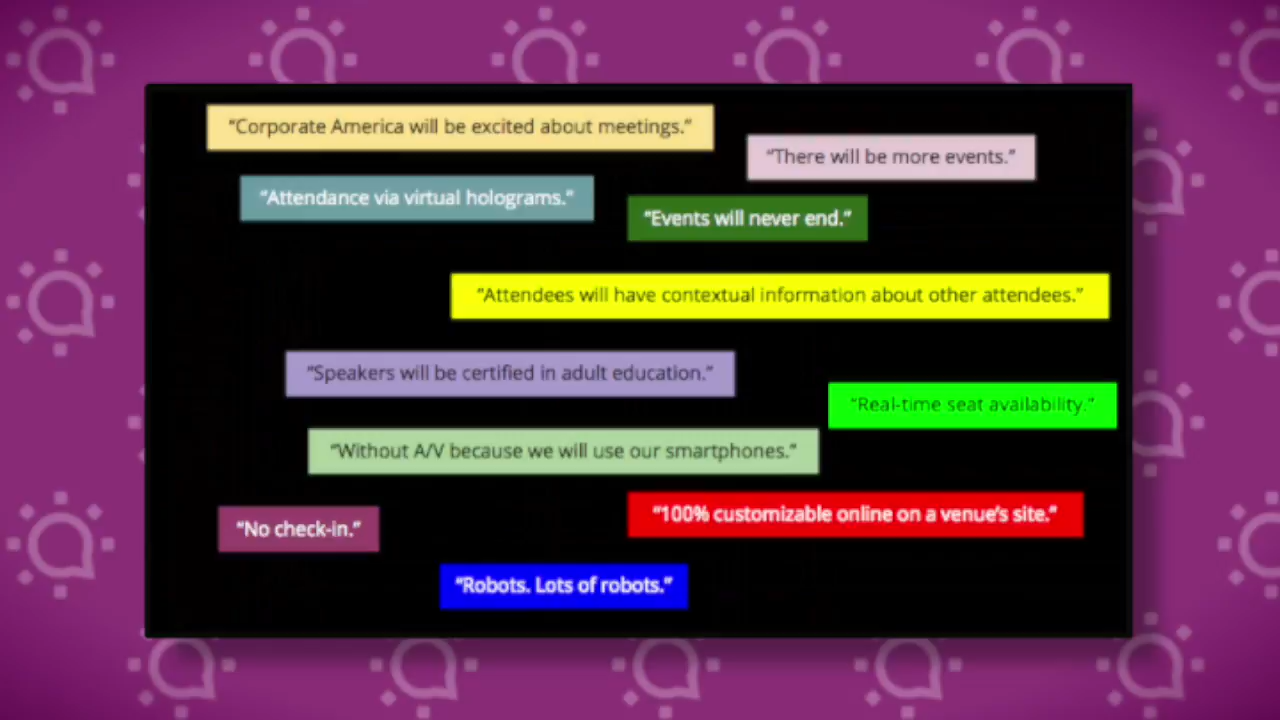 “Corporate America will be excited about meetings.”
“There will be more events.”
“Attendance via virtual holograms.”
“Events will never end.”
“Attendees will have contextual information about other attendees.”
“Speakers will be certified in adult education.”
“Real-time seat availability.”
“Without A/V because we will use our smartphones.”
“100% customizable online on a venue’s site.”
“No check-in.”
“Robots. Lots of robots.”